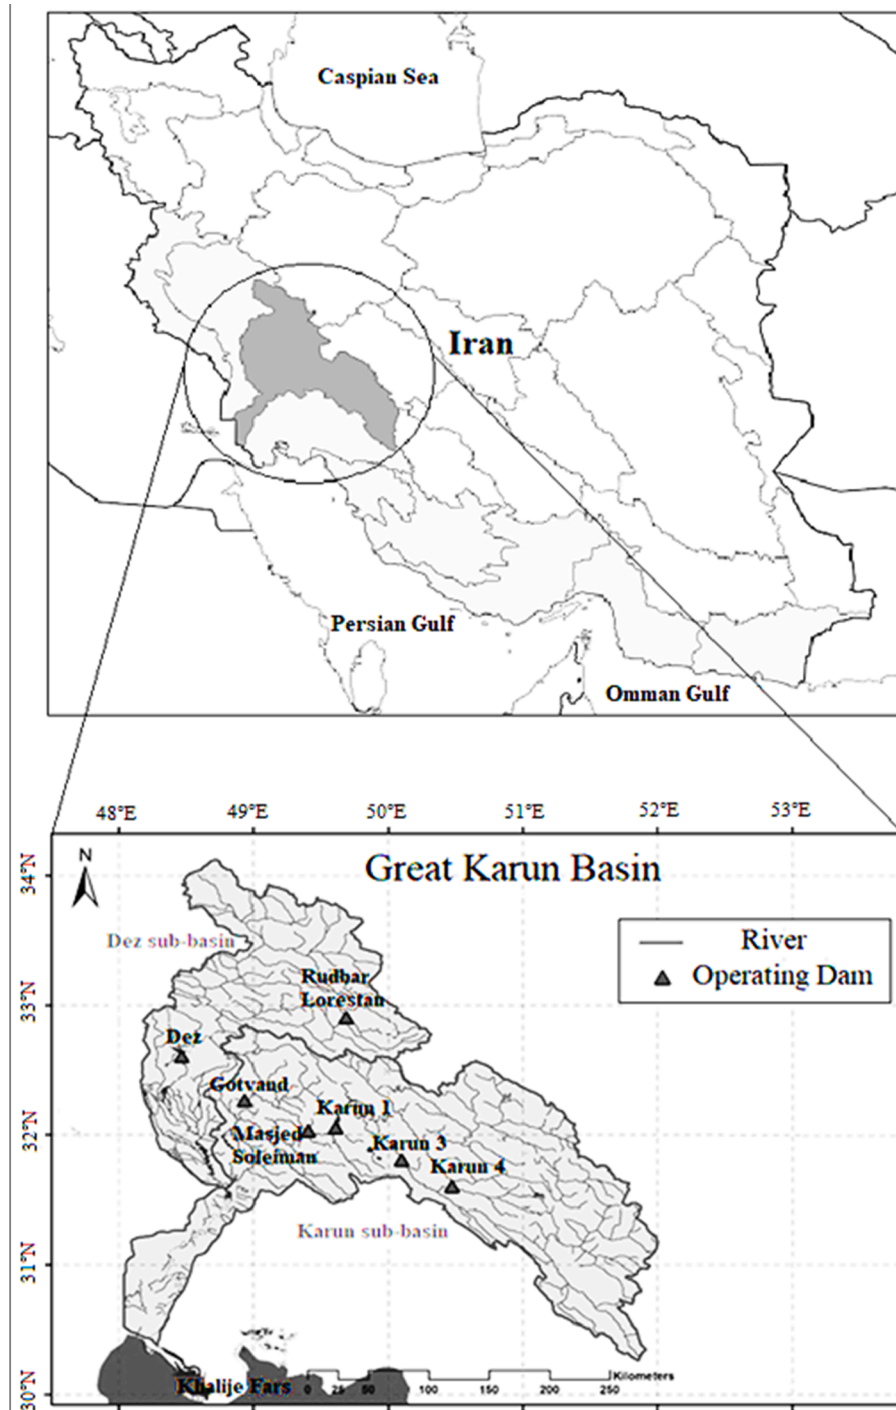 Caspian Sea
Iran
Persian Gulf
Omman Gulf
48°E 49°E 50°E 51°E 52°E 53°E
N
Great Karun Basin
34°N
Dez sub-basin
River
Operating Dam
Rudbar
Lorestan
33°N
Dez
Gotvand
Karun 1
32°N
Masjed
Soleiman
Karun 3
Karun 4
Karun sub-basin
31°N
Kilometers
Khalije Fars
0 25 50 100 150 200 250
30°N